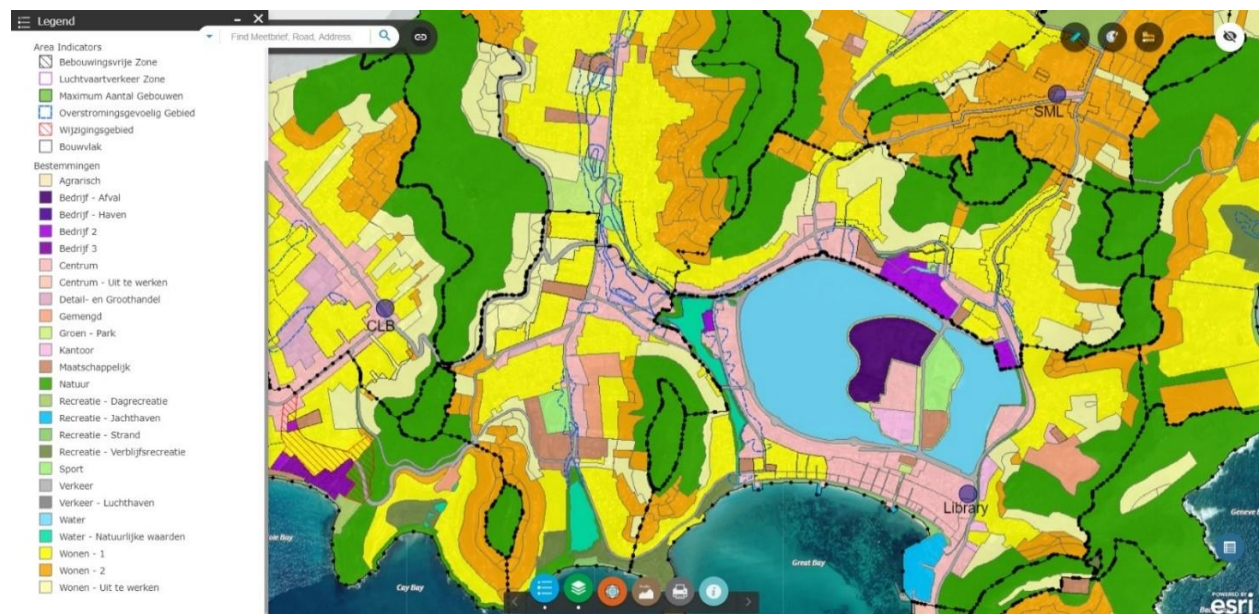 Legend
Find Meetbrief, Road, Address
Area Indicators
Bebouwingsvrije Zone
Luchtvaartverkeer Zone
Maximum Aantal Gebouwen
Overstromingsgevoelig Gebied
Wijzigingsgebied
Bouwvlak
Bestemmingen
Agrarisch
Bedrijf - Afval
Bedrijf - Haven
Bedrijf 2
Bedrijf 3
Centrum
Centrum - Uit te werken
Detail- en Groothandel
Gemengd
Groen - Park
Kantoor
Maatschappelijk
Natuur
Recreatie - Dagrecreatie
Recreatie - Jachthaven
Recreatie - Strand
Recreatie - Verblijfsrecreatie
Sport
Verkeer
Verkeer - Luchthaven
Water
Water - Natuurlijke waarden
Wonen - 1
Wonen - 2
Wonen - Uit te werken
SML
CLB
Library
Bay
Cay Bay
Great Bay
Geneve
POWERED BY
esri